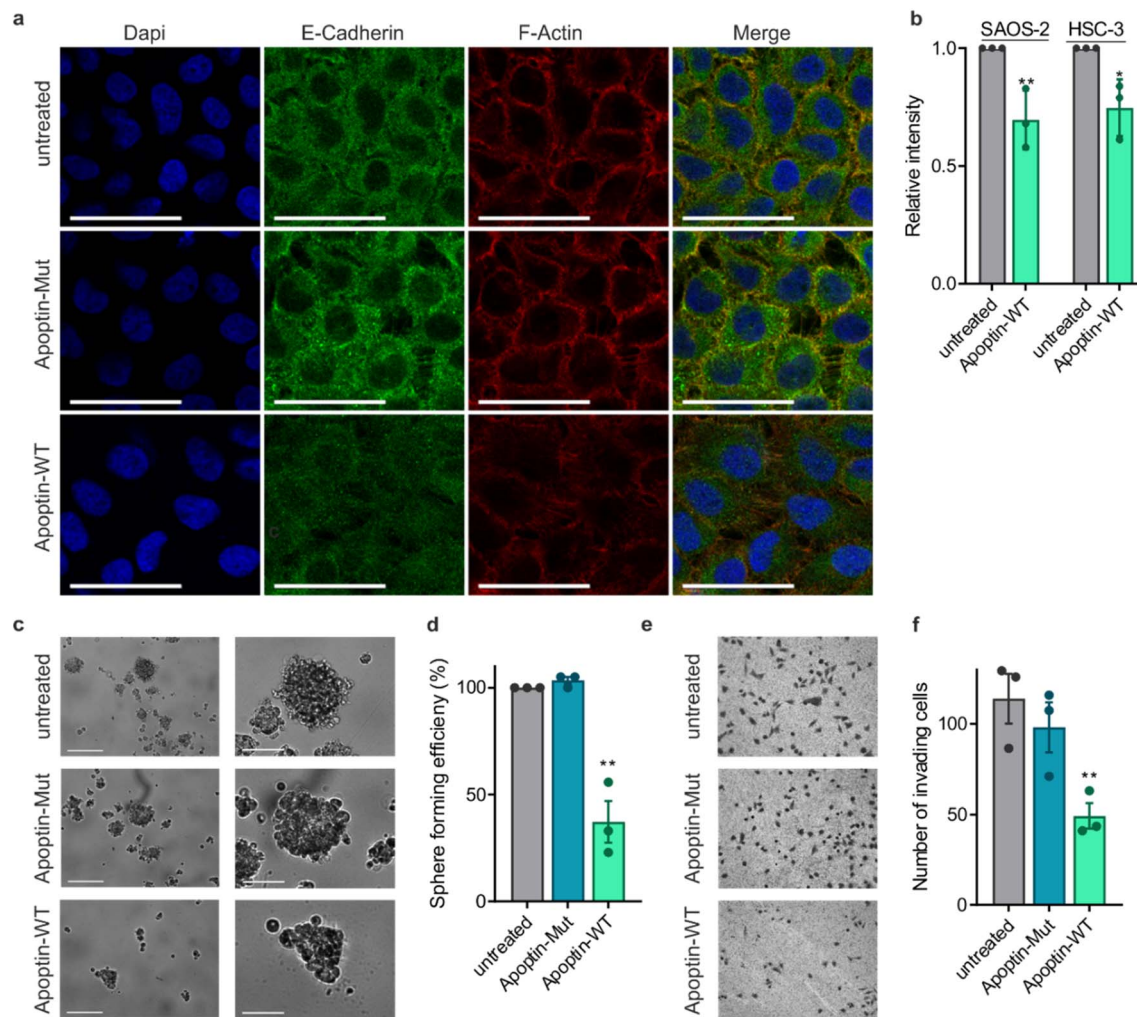 a
Dapi
E-Cadherin
F-Actin
Merge
untreated
Apoptin-Mut
Apoptin-WT
c
b
SAOS-2
HSC-3
1.0
0.5
0.0
Relative intensity
**
*
untreated
Apoptin-WT
untreated
Apoptin-WT
c
untreated
Apoptin-Mut
Apoptin-WT
d
Sphere forming efficieny (%)
100
50
0
**
untreated
Apoptin-Mut
Apoptin-WT
e
untreated
Apoptin-Mut
Apoptin-WT
f
Number of invading cells
100
50
0
**
untreated
Apoptin-Mut
Apoptin-WT